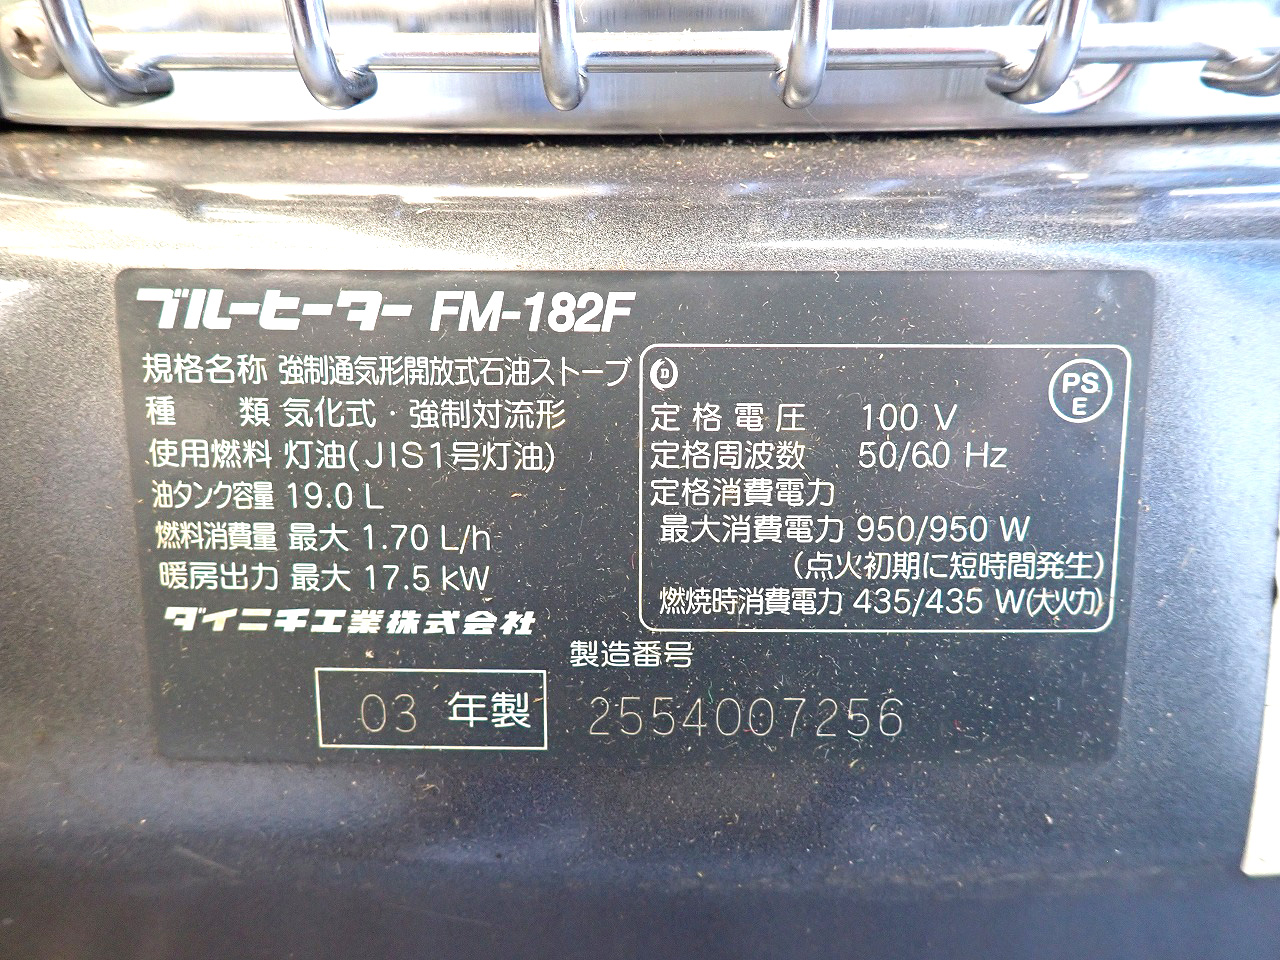 ブルーヒーター FM-182F
規格名称 強制通気形開放式石油ストーブ
種 類 気化式・強制対流形
使用燃料 灯油(JIS1号灯油)
油タンク容量 19.0 L
燃料消費量 最大 1.70 L/h
暖房出力 最大 17.5 kW
ダイニチ工業株式会社
D
PS
E
定格電圧 100 V
定格周波数 50/60 Hz
定格消費電力
最大消費電力 950/950 W
(点火初期に短時間発生)
燃焼時消費電力 435/435 W(大火力)
製造番号
03 年製 2554007256